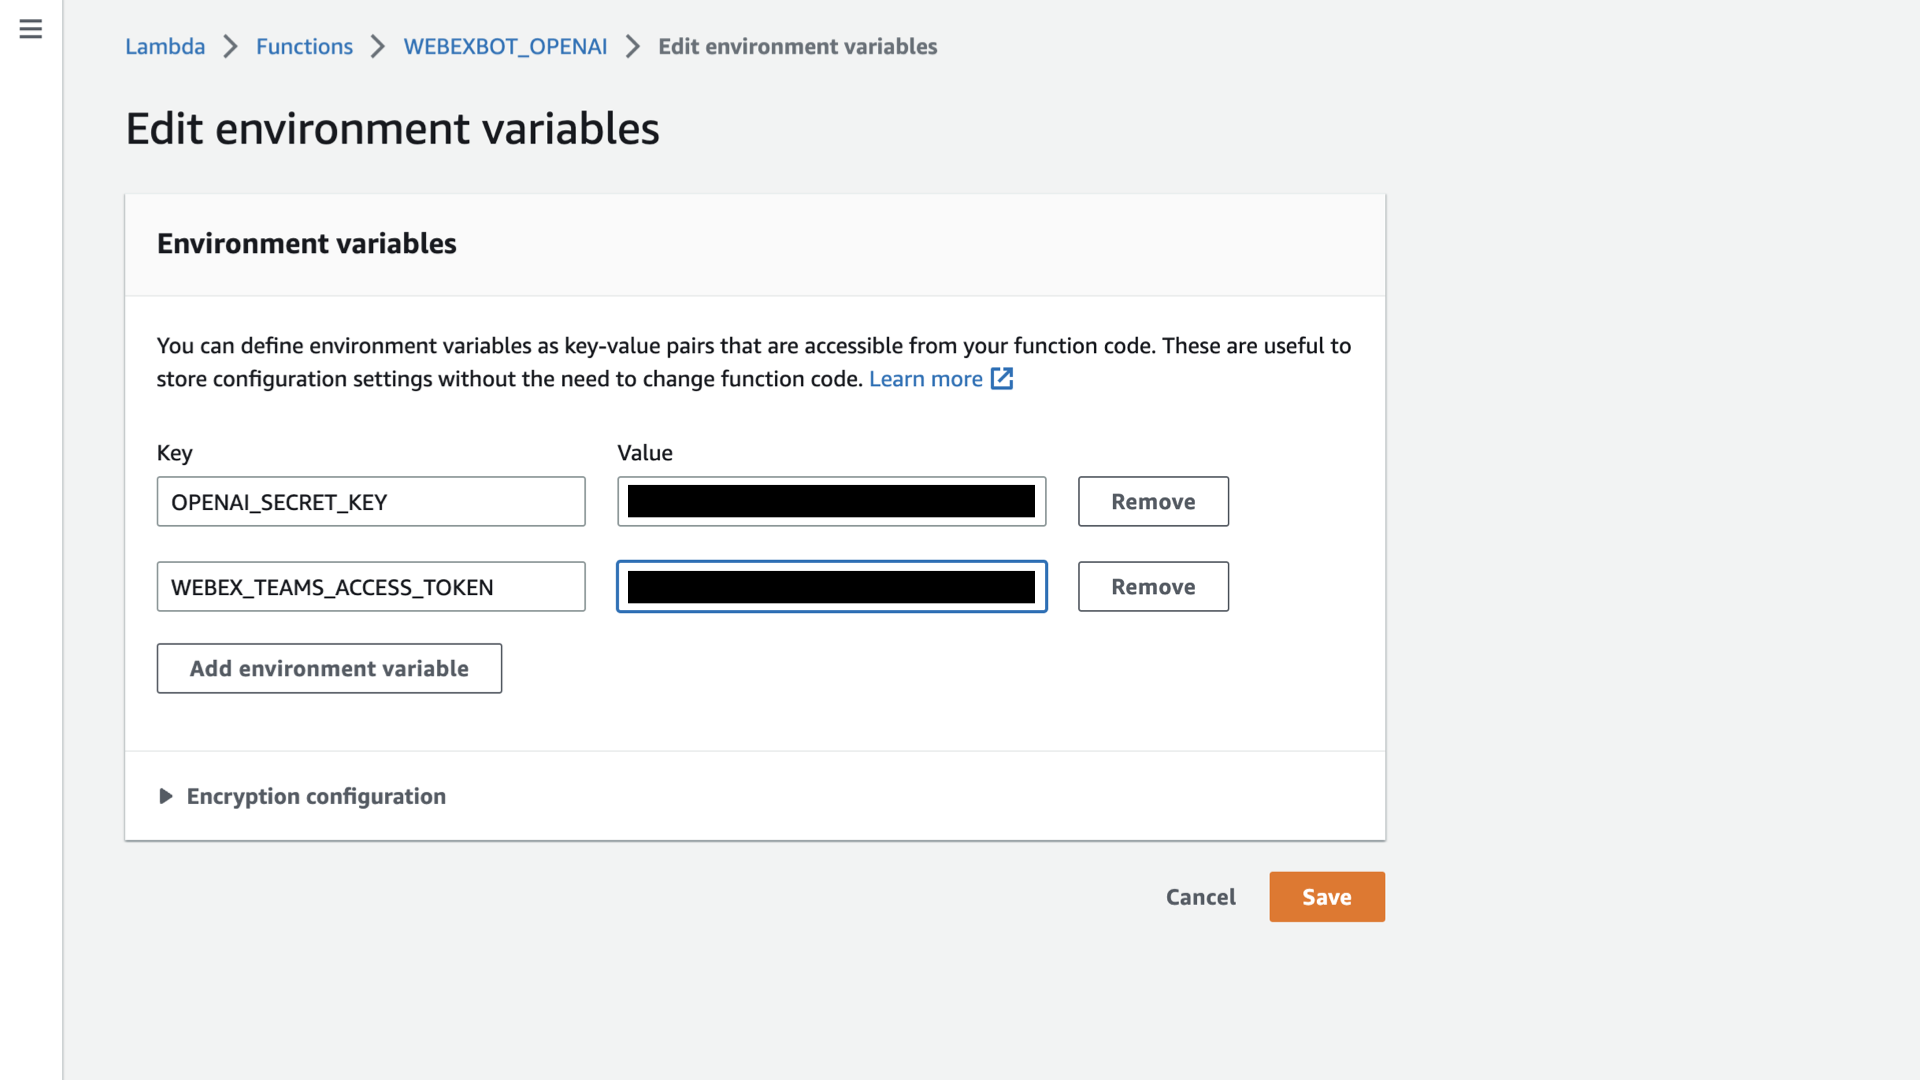 Lambda > Functions > WEBEXBOT_OPENAI > Edit environment variables
Edit environment variables
Environment variables
You can define environment variables as key-value pairs that are accessible from your function code. These are useful to
store configuration settings without the need to change function code. Learn more
Key Value
OPENAI_SECRET_KEY Remove
WEBEX_TEAMS_ACCESS_TOKEN Remove
Add environment variable
Encryption configuration
Cancel Save